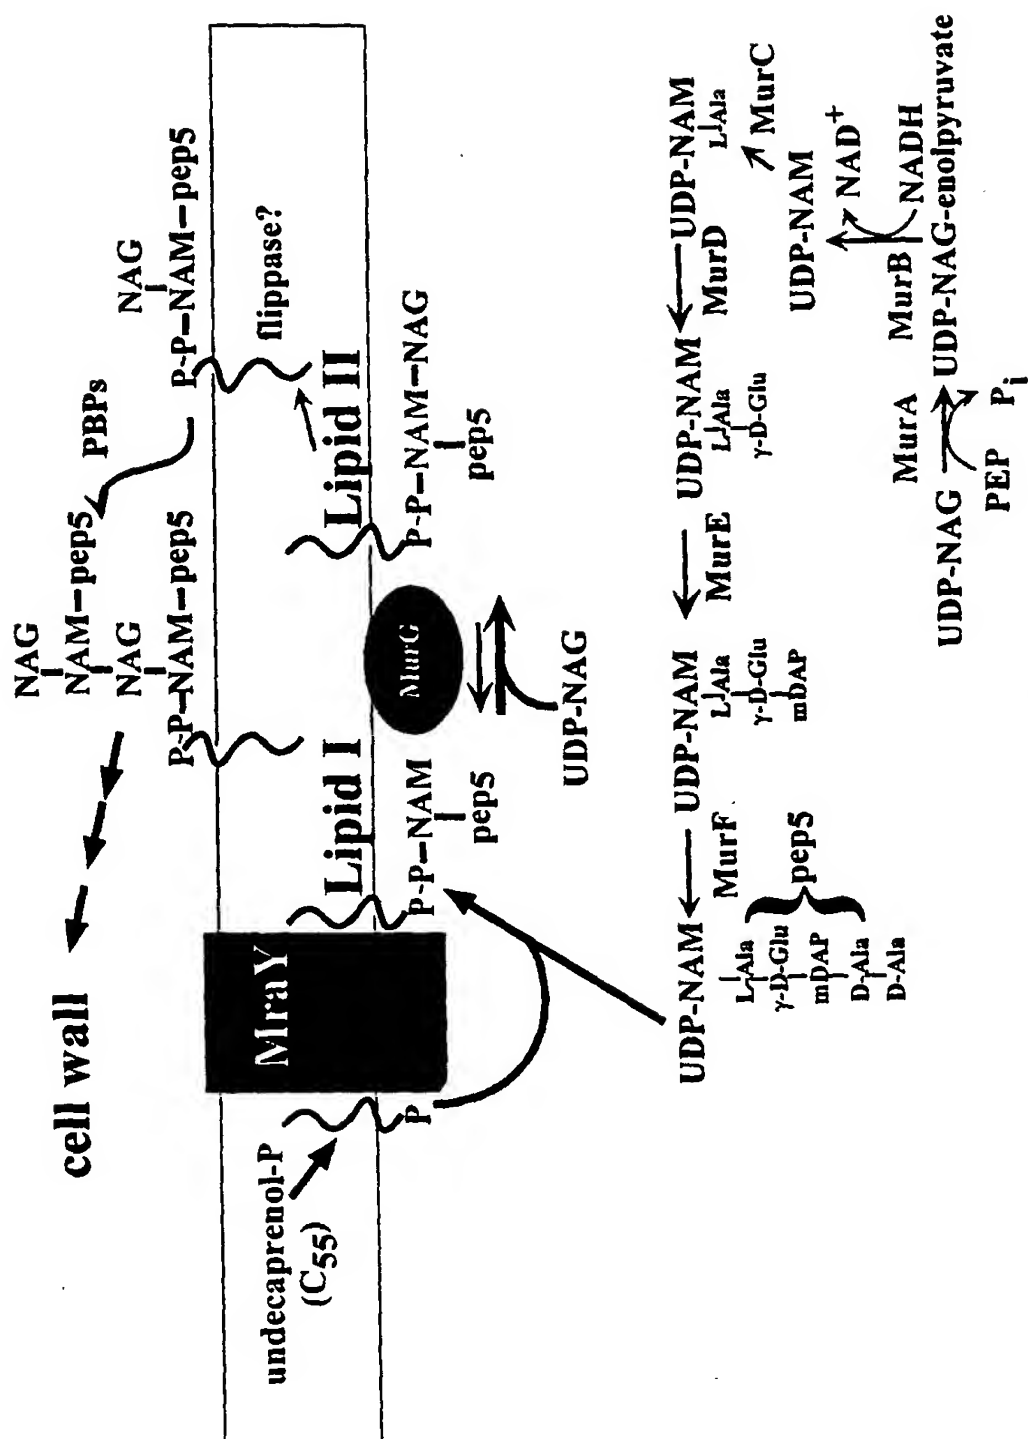 cell wall
NAG
NAM–pep5
NAG
P-P–NAM–pep5
PBPs
NAG
P-P–NAM–pep5
undecaprenol-P
(C55)
MraY
flippase?
Lipid I
Lipid II
P
P-P–NAM
pep5
MurG
P-P–NAM–NAG
pep5
UDP-NAG
UDP-NAM
L-Ala
γ-D-Glu
mDAP
D-Ala
D-Ala
pep5
MurF
UDP-NAM
L-Ala
γ-D-Glu
mDAP
MurE
UDP-NAM
L-Ala
γ-D-Glu
MurD
UDP-NAM
L-Ala
MurC
UDP-NAM
NAD+
MurB
NADH
UDP-NAG
MurA
UDP-NAG-enolpyruvate
PEP
Pi